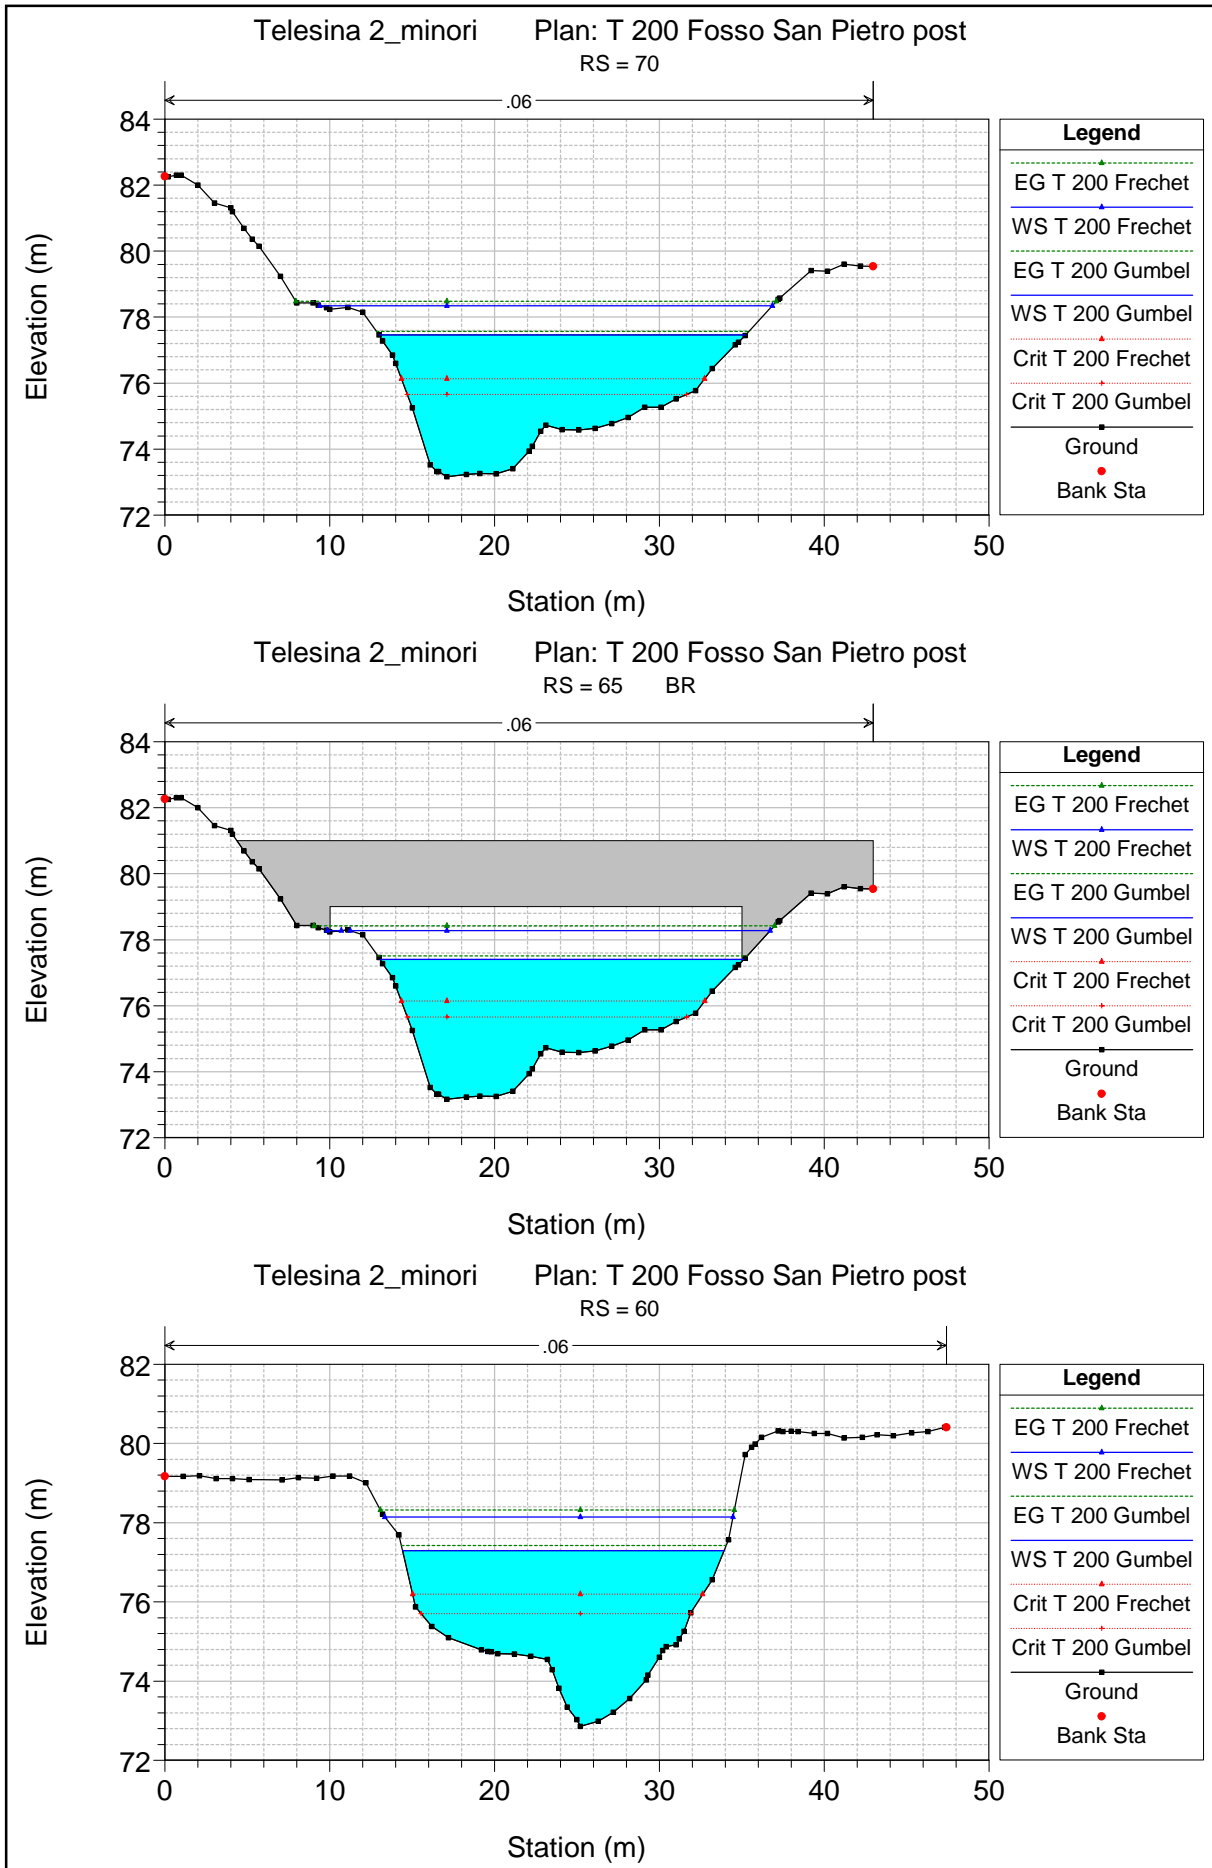 Telesina 2_minori Plan: T 200 Fosso San Pietro post
RS = 70
.06
84
82
80
78
76
74
72
0 10 20 30 40 50
Station (m)
Elevation (m)
Legend
EG T 200 Frechet
WS T 200 Frechet
EG T 200 Gumbel
WS T 200 Gumbel
Crit T 200 Frechet
Crit T 200 Gumbel
Ground
Bank Sta
Telesina 2_minori Plan: T 200 Fosso San Pietro post
RS = 65 BR
.06
84
82
80
78
76
74
72
0 10 20 30 40 50
Station (m)
Elevation (m)
Legend
EG T 200 Frechet
WS T 200 Frechet
EG T 200 Gumbel
WS T 200 Gumbel
Crit T 200 Frechet
Crit T 200 Gumbel
Ground
Bank Sta
Telesina 2_minori Plan: T 200 Fosso San Pietro post
RS = 60
.06
82
80
78
76
74
72
0 10 20 30 40 50
Station (m)
Elevation (m)
Legend
EG T 200 Frechet
WS T 200 Frechet
EG T 200 Gumbel
WS T 200 Gumbel
Crit T 200 Frechet
Crit T 200 Gumbel
Ground
Bank Sta